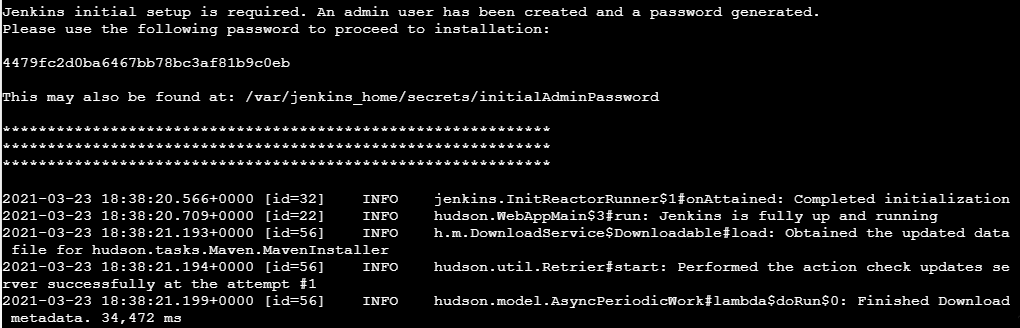 Jenkins initial setup is required. An admin user has been created and a password generated.
Please use the following password to proceed to installation:
4479fc2d0ba6467bb78bc3af81b9c0eb
This may also be found at: /var/jenkins_home/secrets/initialAdminPassword
*************************************************************
*************************************************************
*************************************************************
2021-03-23 18:38:20.566+0000 [id=32]    INFO    jenkins.InitReactorRunner$1#onAttained: Completed initialization
2021-03-23 18:38:20.709+0000 [id=22]    INFO    hudson.WebAppMain$3#run: Jenkins is fully up and running
2021-03-23 18:38:21.193+0000 [id=56]    INFO    h.m.DownloadService$Downloadable#load: Obtained the updated data
 file for hudson.tasks.Maven.MavenInstaller
2021-03-23 18:38:21.194+0000 [id=56]    INFO    hudson.util.Retrier#start: Performed the action check updates se
rver successfully at the attempt #1
2021-03-23 18:38:21.199+0000 [id=56]    INFO    hudson.model.AsyncPeriodicWork#lambda$doRun$0: Finished Download
 metadata. 34,472 ms